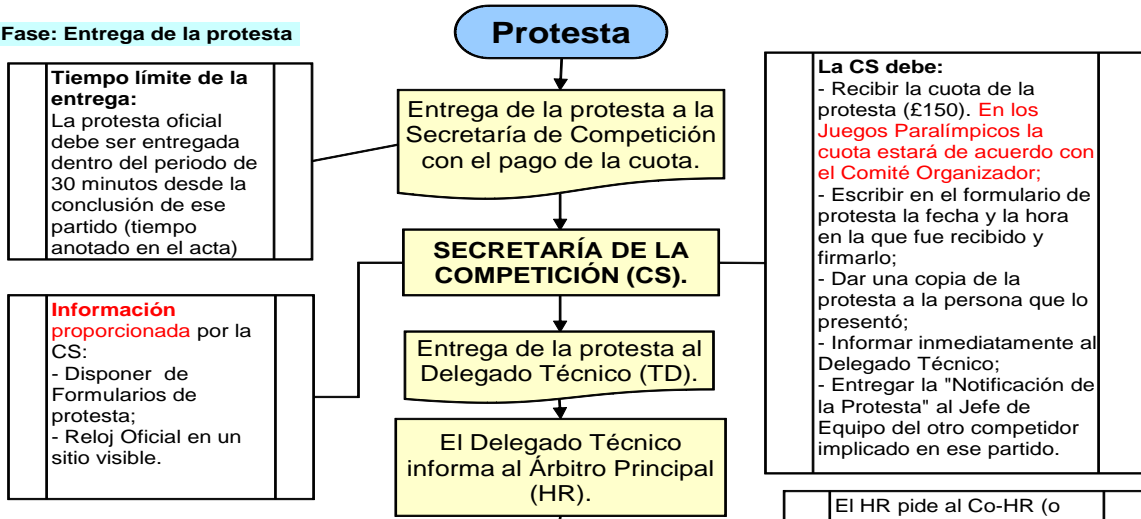 Fase: Entrega de la protesta
Protesta
Tiempo límite de la
entrega:
La protesta oficial
debe ser entregada
dentro del periodo de
30 minutos desde la
conclusión de ese
partido (tiempo
anotado en el acta)
Entrega de la protesta a la
Secretaría de Competición
con el pago de la cuota.
La CS debe:
- Recibir la cuota de la
protesta (£150). En los
Juegos Paralímpicos la
cuota estará de acuerdo con
el Comité Organizador;
- Escribir en el formulario de
protesta la fecha y la hora
en la que fue recibido y
firmarlo;
- Dar una copia de la
protesta a la persona que lo
presentó;
- Informar inmediatamente al
Delegado Técnico;
- Entregar la "Notificación de
la Protesta" al Jefe de
Equipo del otro competidor
implicado en ese partido.
SECRETARÍA DE LA
COMPETICIÓN (CS).
Información
proporcionada por la
CS:
- Disponer de
Formularios de
protesta;
- Reloj Oficial en un
sitio visible.
Entrega de la protesta al
Delegado Técnico (TD).
El Delegado Técnico
informa al Árbitro Principal
(HR).
El HR pide al Co-HR (o